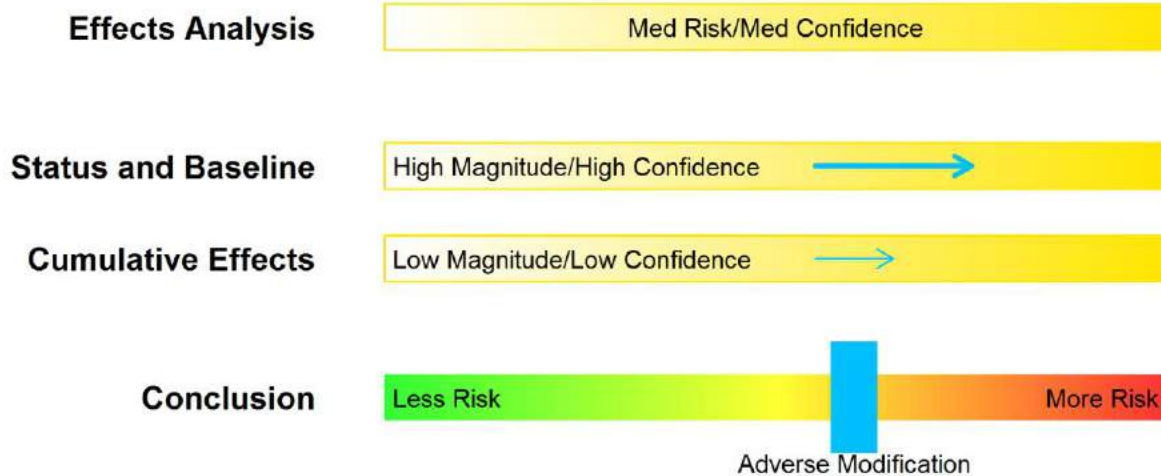 Effects Analysis
Med Risk/Med Confidence
Status and Baseline
High Magnitude/High Confidence
Cumulative Effects
Low Magnitude/Low Confidence
Conclusion
Less Risk
More Risk
Adverse Modification